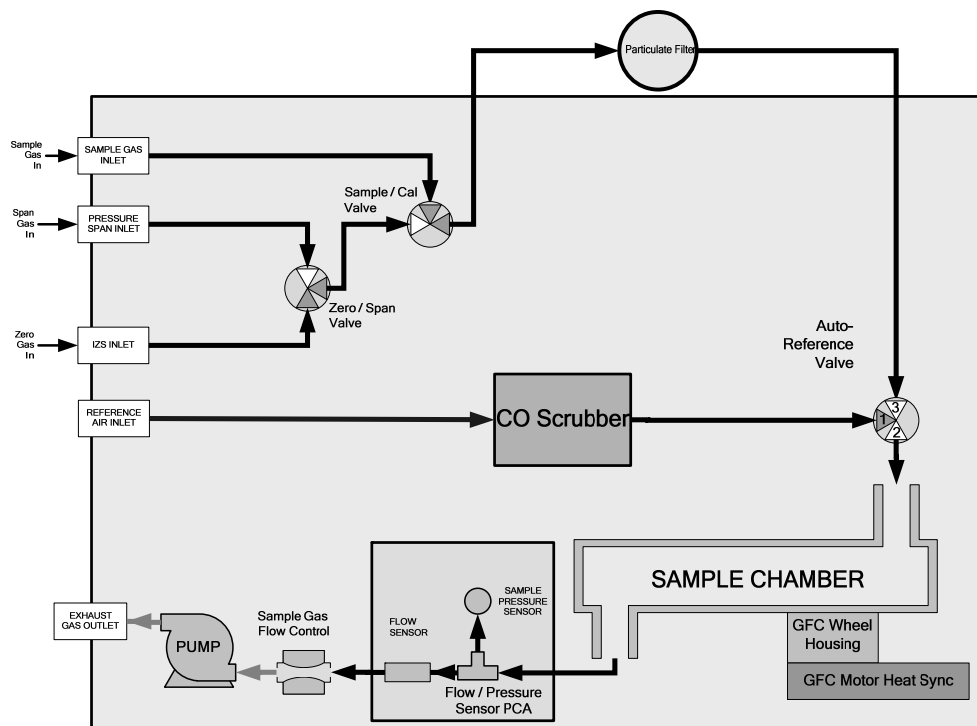 Particulate Filter
Sample
Gas
In
SAMPLE GAS
INLET
Sample / Cal
Valve
Span
Gas
In
PRESSURE
SPAN INLET
Zero / Span
Valve
Zero
Gas
In
IZS INLET
Auto-
Reference
Valve
REFERENCE
AIR INLET
CO Scrubber
3
1
2
SAMPLE CHAMBER
SAMPLE
PRESSURE
SENSOR
EXHAUST
GAS OUTLET
PUMP
Sample Gas
Flow Control
FLOW
SENSOR
Flow / Pressure
Sensor PCA
GFC Wheel
Housing
GFC Motor Heat Sync